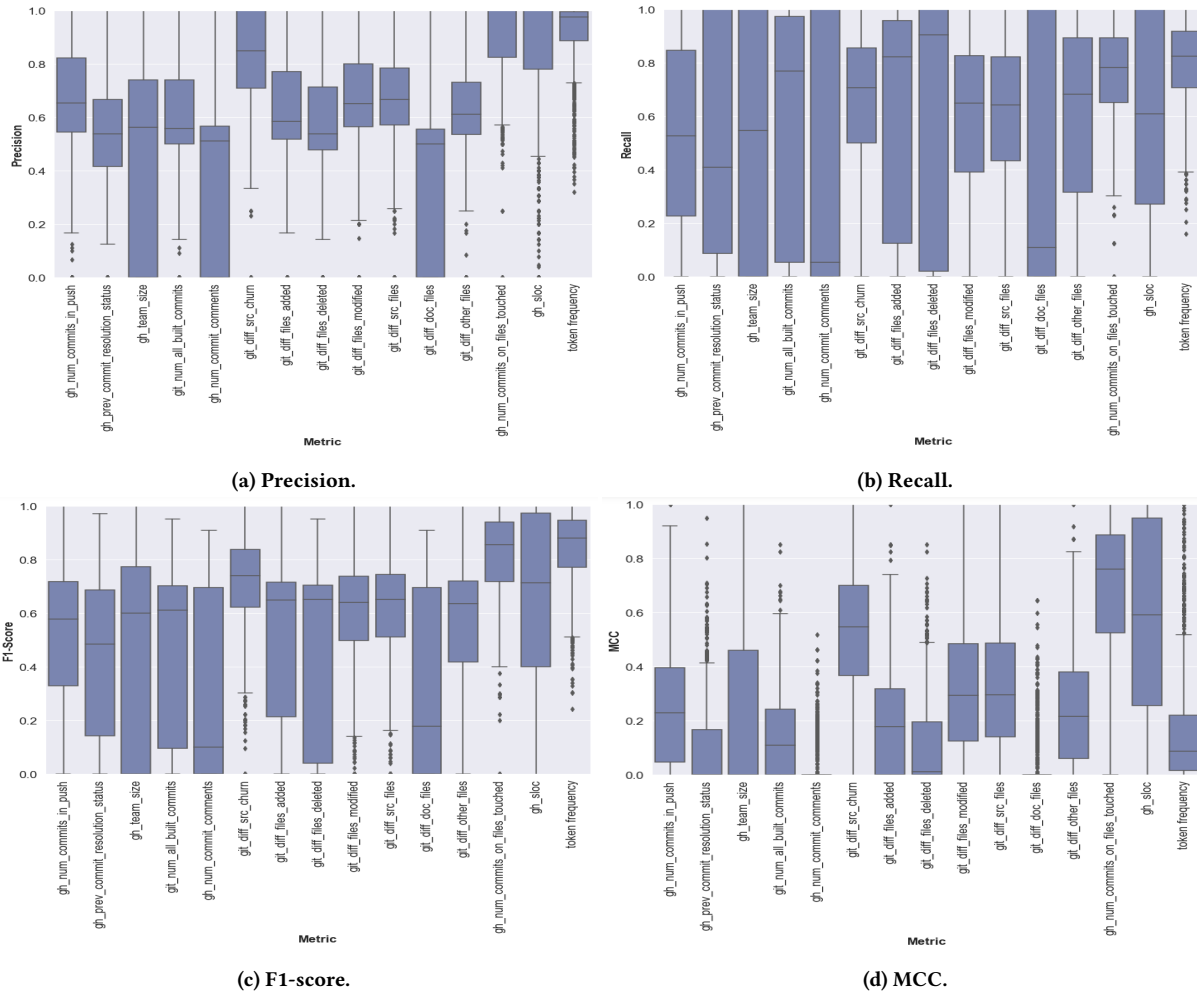 1.0
0.8
0.6
0.4
0.2
0.0
Precision
gh_num_commits_in_push
gh_prev_commit_resolution_status
gh_team_size
git_num_all_built_commits
gh_num_commit_comments
git_diff_src_churn
git_diff_files_added
git_diff_files_deleted
git_diff_files_modified
git_diff_src_files
git_diff_doc_files
git_diff_other_files
gh_num_commits_on_files_touched
gh_sloc
token frequency
Metric
(a) Precision.
1.0
0.8
0.6
0.4
0.2
0.0
Recall
gh_num_commits_in_push
gh_prev_commit_resolution_status
gh_team_size
git_num_all_built_commits
gh_num_commit_comments
git_diff_src_churn
git_diff_files_added
git_diff_files_deleted
git_diff_files_modified
git_diff_src_files
git_diff_doc_files
git_diff_other_files
gh_num_commits_on_files_touched
gh_sloc
token frequency
Metric
(b) Recall.
1.0
0.8
0.6
0.4
0.2
0.0
F1-Score
gh_num_commits_in_push
gh_prev_commit_resolution_status
gh_team_size
git_num_all_built_commits
gh_num_commit_comments
git_diff_src_churn
git_diff_files_added
git_diff_files_deleted
git_diff_files_modified
git_diff_src_files
git_diff_doc_files
git_diff_other_files
gh_num_commits_on_files_touched
gh_sloc
token frequency
Metric
(c) F1-score.
1.0
0.8
0.6
0.4
0.2
0.0
MCC
gh_num_commits_in_push
gh_prev_commit_resolution_status
gh_team_size
git_num_all_built_commits
gh_num_commit_comments
git_diff_src_churn
git_diff_files_added
git_diff_files_deleted
git_diff_files_modified
git_diff_src_files
git_diff_doc_files
git_diff_other_files
gh_num_commits_on_files_touched
gh_sloc
token frequency
Metric
(d) MCC.